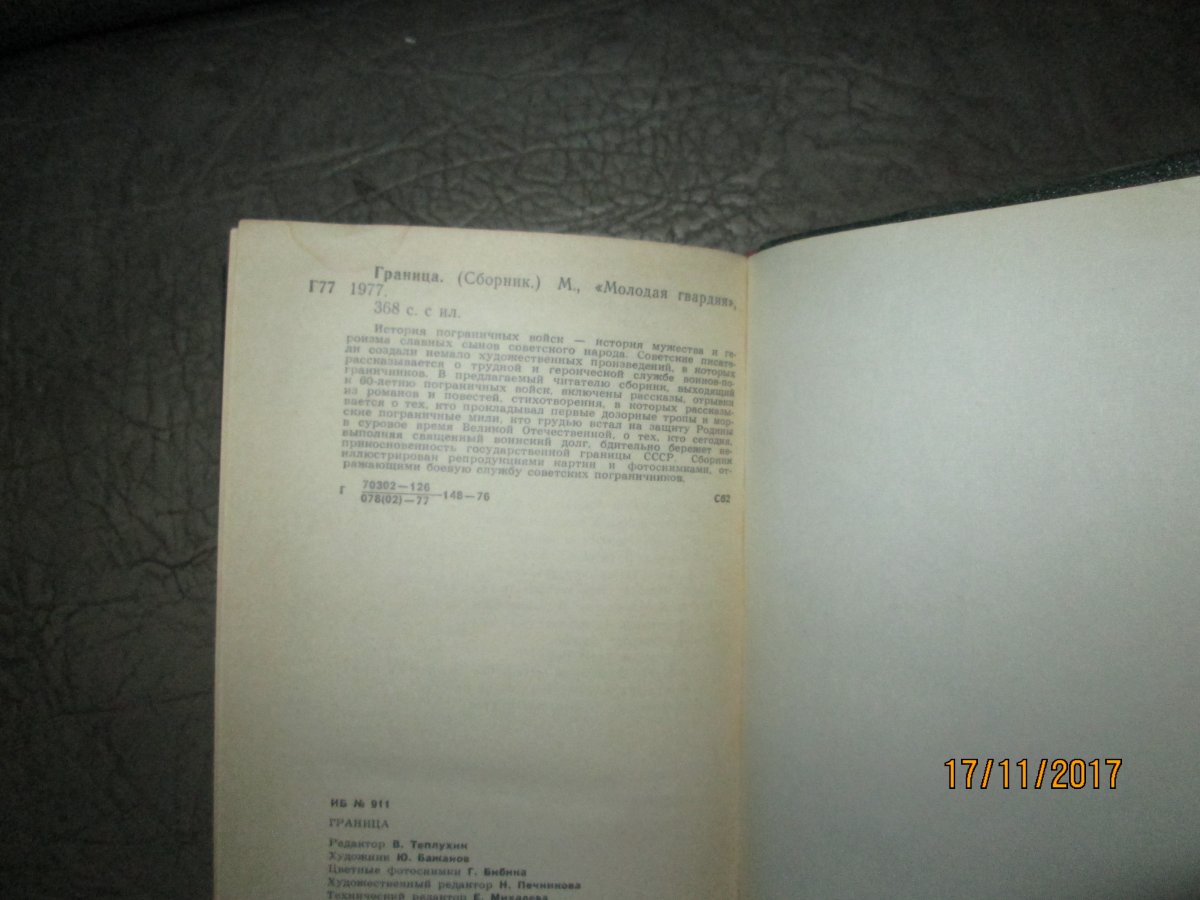 Граница. (Сборник.) М., «Молодая гвардия»,
Г77 1977.
368 с. с ил.
История пограничных войск — история мужества и ге-
роизма славных сынов советского народа. Советские писате-
ли создали немало художественных произведений, в которых
рассказывается о трудной и героической службе воинов-по-
граничников. В предлагаемый читателю сборник, выходящий
к 60-летию пограничных войск, включены рассказы, отрывки
из романов и повестей, стихотворения, в которых рассказы-
вается о тех, кто прокладывал первые дозорные тропы и мор-
ские пограничные мили, кто грудью встал на защиту Родины
в суровое время Великой Отечественной, о тех, кто сегодня,
выполняя священный воинский долг, бдительно бережет не-
прикосновенность государственной границы СССР. Сборник
иллюстрирован репродукциями картин и фотоснимками, от-
ражающими боевую службу советских пограничников.
Г 70302—126
078(02)—77 —148—76 Сб2
ИБ № 911
ГРАНИЦА
Редактор В. Теплухин
Художник Ю. Бажанов
Цветные фотоснимки Г. Бибика
Художественный редактор Н. Печникова
Технический редактор Е. Михалева
17/11/2017